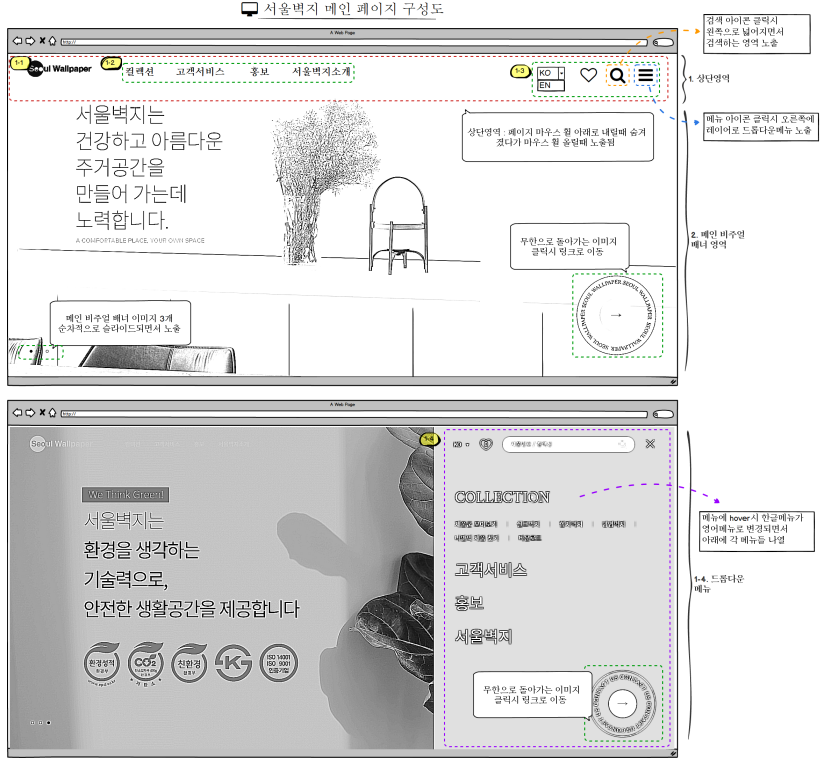 서울벽지 메인 페이지 구성도
검색 아이콘 클릭시
왼쪽으로 넓어지면서
검색하는 영역 노출
A Web Page
http://
1-1
Seoul Wallpaper
1-2
컬렉션 고객서비스 홍보 서울벽지소개
1-3
KO
EN
1. 상단영역
서울벽지는
건강하고 아름다운
주거공간을
만들어 가는데
노력합니다.
A COMFORTABLE PLACE, YOUR OWN SPACE
상단영역 : 페이지 마우스 휠 아래로 내릴때 숨겨
졌다가 마우스 휠 올릴때 노출됨
메뉴 아이콘 클릭시 오른쪽에
레이어로 드롭다운메뉴 노출
2. 메인 비주얼
배너 영역
무한으로 돌아가는 이미지
클릭시 링크로 이동
SEOUL WALLPAPER SEOUL WALLPAPER SEOUL WALLPAPER
메인 비주얼 배너 이미지 3개
순차적으로 슬라이드되면서 노출
A Web Page
http://
Seoul Wallpaper
1-4
We Think Green!
서울벽지는
환경을 생각하는
기술력으로,
안전한 생활공간을 제공합니다
환경성적
CO2
친환경
K
ISO 14001
ISO 9001
인증기업
COLLECTION
고객서비스
홍보
서울벽지
메뉴에 hover시 한글메뉴가
영어메뉴로 변경되면서
아래에 각 메뉴들 나열
1-4. 드롭다운
메뉴
무한으로 돌아가는 이미지
클릭시 링크로 이동